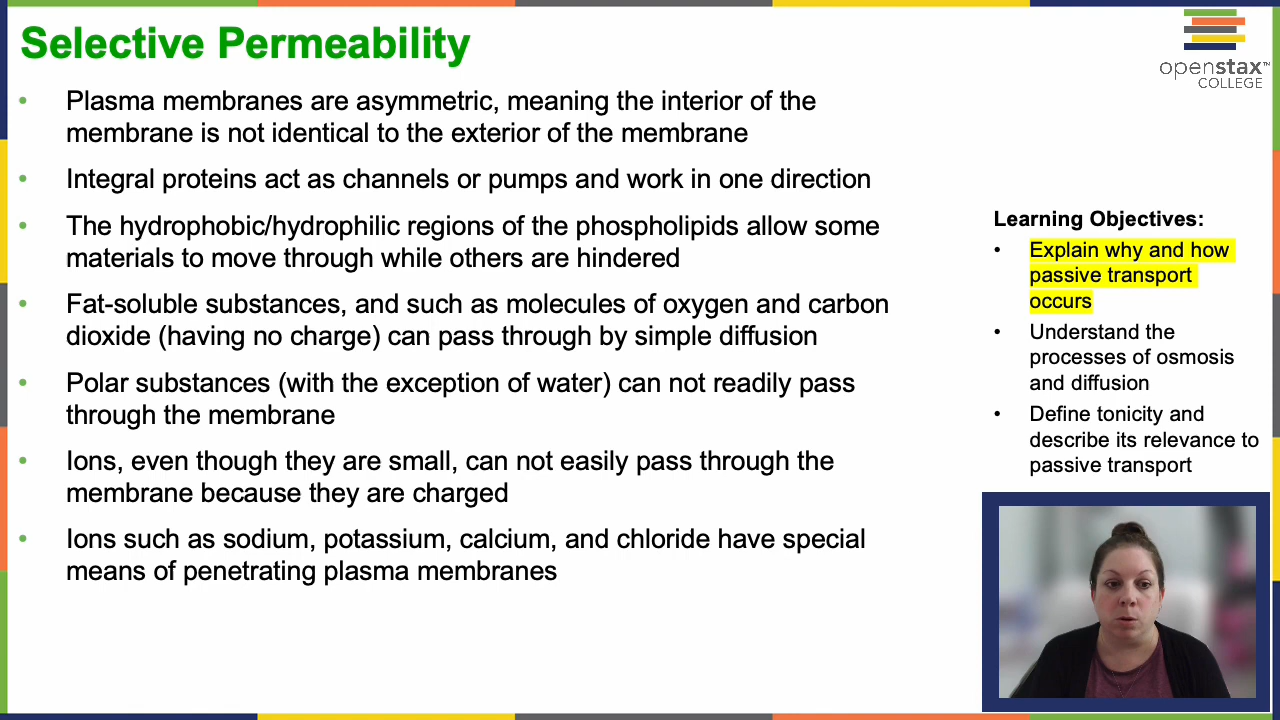 Selective Permeability
openstax™
COLLEGE
• Plasma membranes are asymmetric, meaning the interior of the
membrane is not identical to the exterior of the membrane
• Integral proteins act as channels or pumps and work in one direction
• The hydrophobic/hydrophilic regions of the phospholipids allow some
materials to move through while others are hindered
• Fat-soluble substances, and such as molecules of oxygen and carbon
dioxide (having no charge) can pass through by simple diffusion
• Polar substances (with the exception of water) can not readily pass
through the membrane
• Ions, even though they are small, can not easily pass through the
membrane because they are charged
• Ions such as sodium, potassium, calcium, and chloride have special
means of penetrating plasma membranes
Learning Objectives:
• Explain why and how
passive transport
occurs
• Understand the
processes of osmosis
and diffusion
• Define tonicity and
describe its relevance to
passive transport